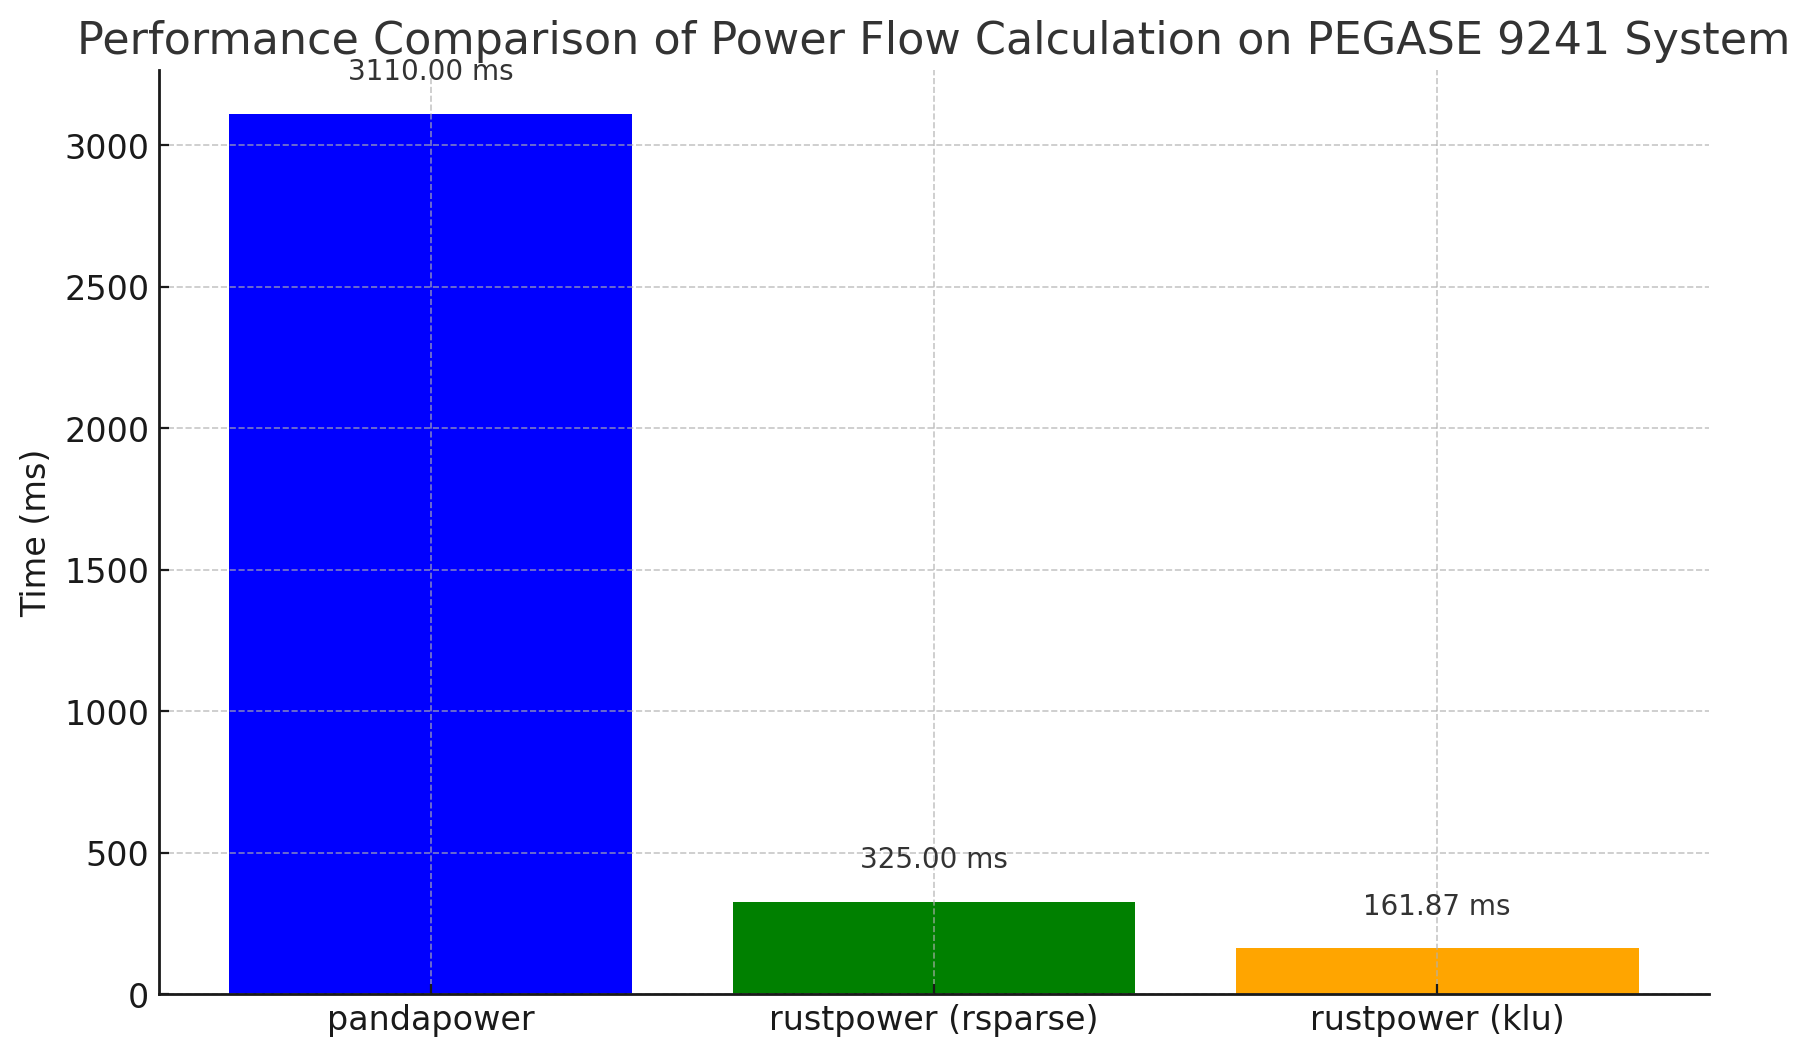 Performance Comparison of Power Flow Calculation on PEGASE 9241 System
3110.00 ms
3000
2500
2000
1500
1000
500
0
Time (ms)
325.00 ms
161.87 ms
pandapower
rustpower (rsparse)
rustpower (klu)